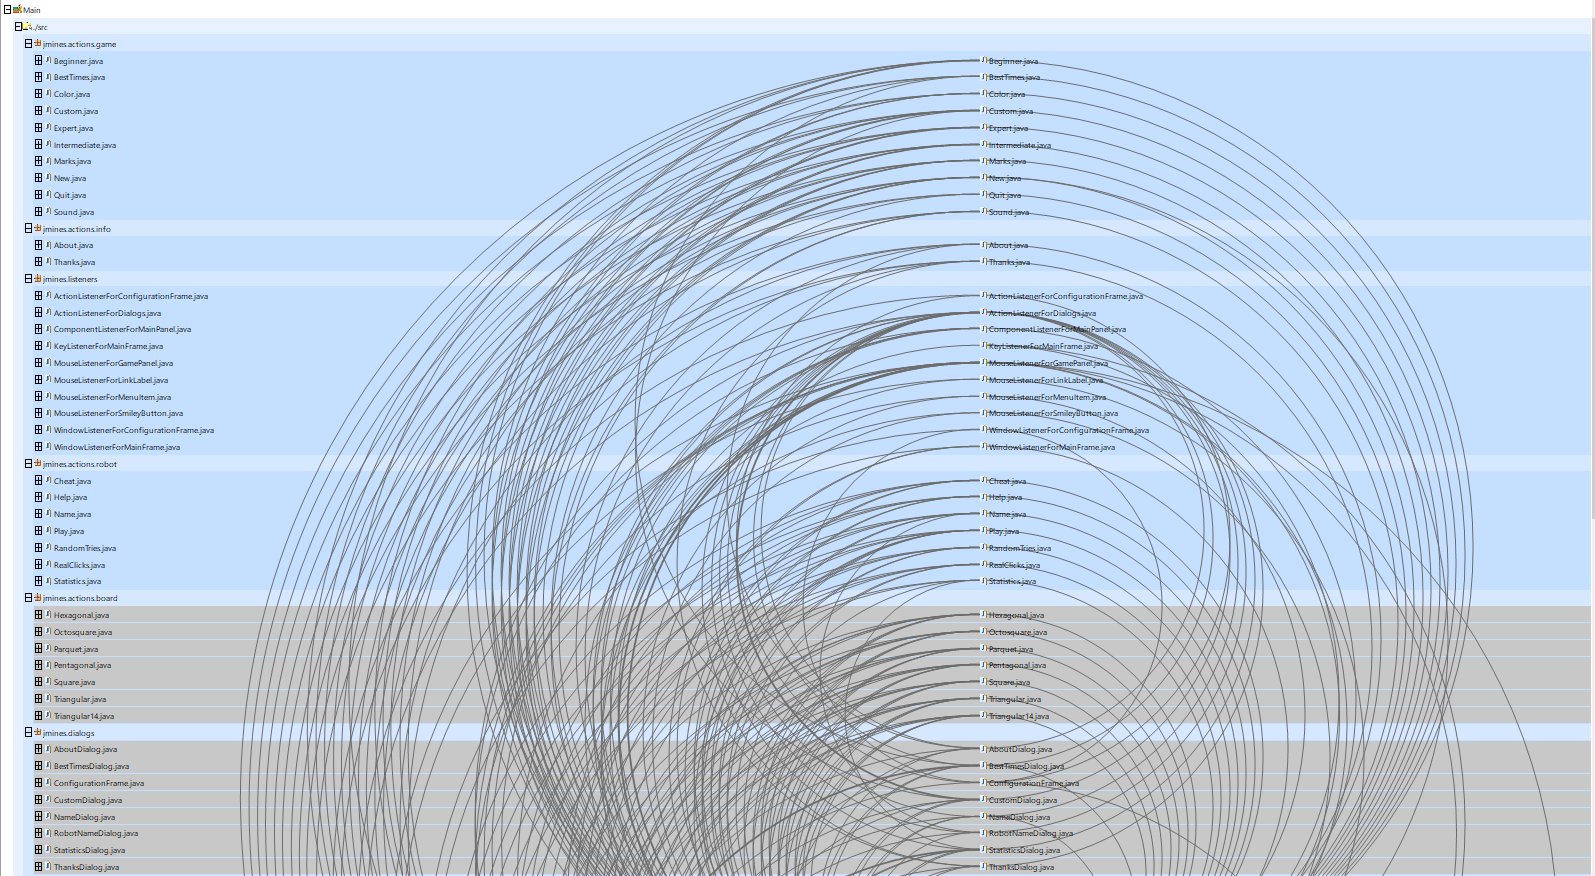 Main
./src
jmines.actions.game
Beginner.java Beginner.java
BestTimes.java BestTimes.java
Color.java Color.java
Custom.java Custom.java
Expert.java Expert.java
Intermediate.java Intermediate.java
Marks.java Marks.java
New.java New.java
Quit.java Quit.java
Sound.java Sound.java
jmines.actions.info
About.java About.java
Thanks.java Thanks.java
jmines.listeners
ActionListenerForConfigurationFrame.java ActionListenerForConfigurationFrame.java
ActionListenerForDialogs.java ActionListenerForDialogs.java
ComponentListenerForMainPanel.java ComponentListenerForMainPanel.java
KeyListenerForMainFrame.java KeyListenerForMainFrame.java
MouseListenerForGamePanel.java MouseListenerForGamePanel.java
MouseListenerForLinkLabel.java MouseListenerForLinkLabel.java
MouseListenerForMenuItem.java MouseListenerForMenuItem.java
MouseListenerForSmileyButton.java MouseListenerForSmileyButton.java
WindowListenerForConfigurationFrame.java WindowListenerForConfigurationFrame.java
WindowListenerForMainFrame.java WindowListenerForMainFrame.java
jmines.actions.robot
Cheat.java Cheat.java
Help.java Help.java
Name.java Name.java
Play.java Play.java
RandomTries.java RandomTries.java
RealClicks.java RealClicks.java
Statistics.java Statistics.java
jmines.actions.board
Hexagonal.java Hexagonal.java
Octosquare.java Octosquare.java
Parquet.java Parquet.java
Pentagonal.java Pentagonal.java
Square.java Square.java
Triangular.java Triangular.java
Triangular14.java Triangular14.java
jmines.dialogs
AboutDialog.java AboutDialog.java
BestTimesDialog.java BestTimesDialog.java
ConfigurationFrame.java ConfigurationFrame.java
CustomDialog.java CustomDialog.java
NameDialog.java NameDialog.java
RobotNameDialog.java RobotNameDialog.java
StatisticsDialog.java StatisticsDialog.java
ThanksDialog.java ThanksDialog.java